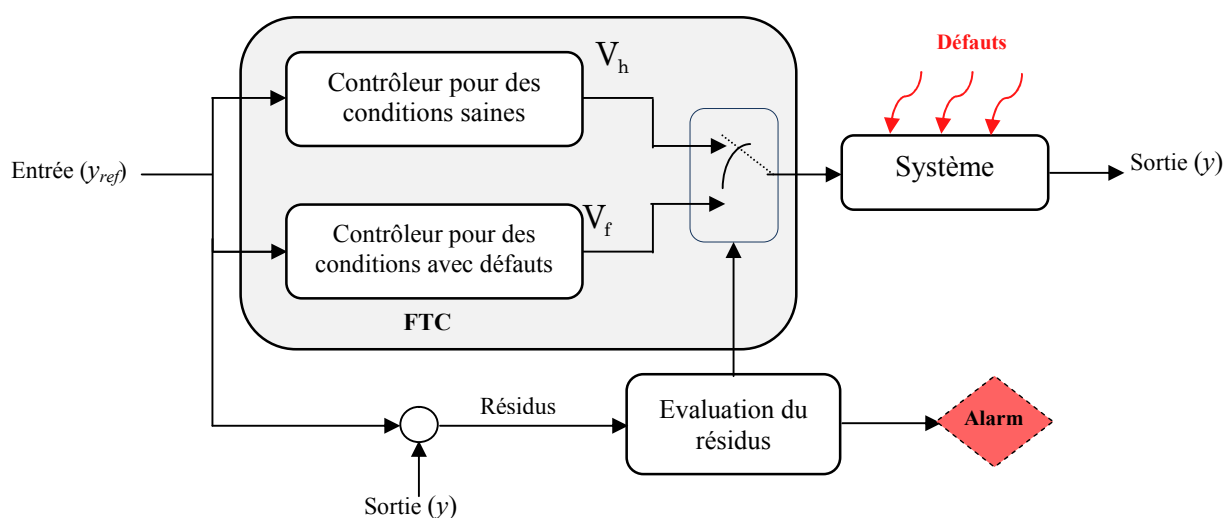 Défauts
V_h
Contrôleur pour des
conditions saines
Entrée (y_ref)
Système
Sortie (y)
V_f
Contrôleur pour des
conditions avec défauts
FTC
Résidus
Evaluation du
résidus
Alarm
Sortie (y)